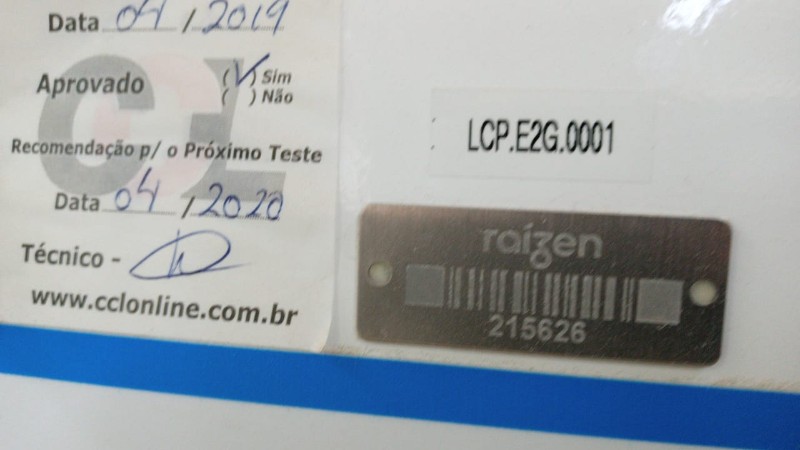 Data 04 / 2019
Aprovado (✓) Sim
( ) Não
Recomendação p/ o Próximo Teste
Data 04 / 2020
Técnico -
www.cclonline.com.br
CCL
LCP.E2G.0001
raízen
215626